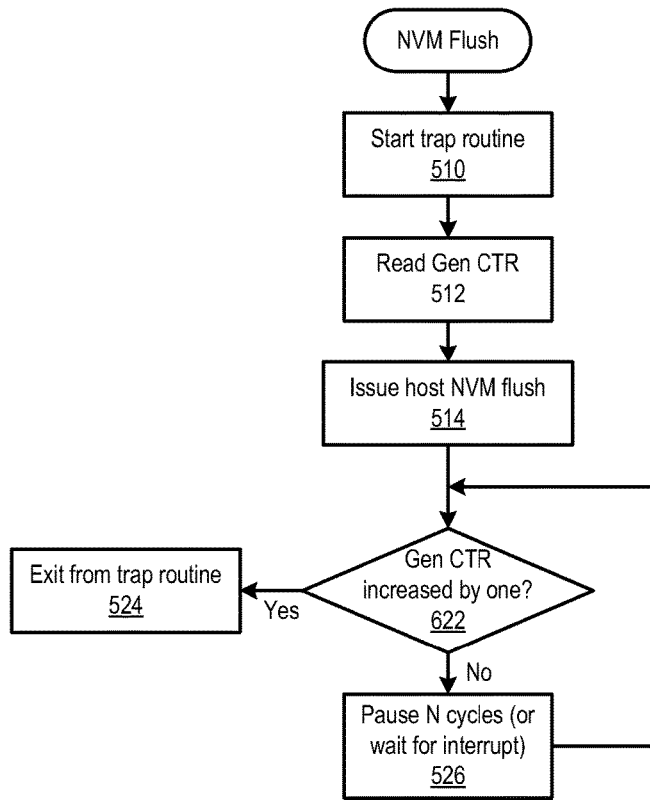 NVM Flush
Start trap routine
510
Read Gen CTR
512
Issue host NVM flush
514
Gen CTR
increased by one?
622
Yes
Exit from trap routine
524
No
Pause N cycles (or
wait for interrupt)
526